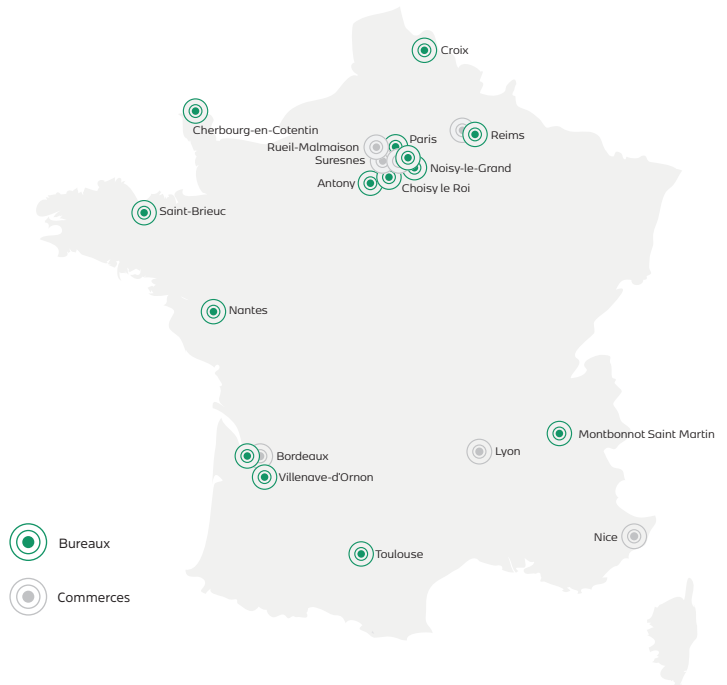 Croix
Cherbourg-en-Cotentin
Paris
Reims
Rueil-Malmaison
Suresnes
Noisy-le-Grand
Antony
Choisy le Roi
Saint-Brieuc
Nantes
Montbonnot Saint Martin
Bordeaux
Lyon
Villenave-d'Ornon
Nice
Bureaux
Toulouse
Commerces